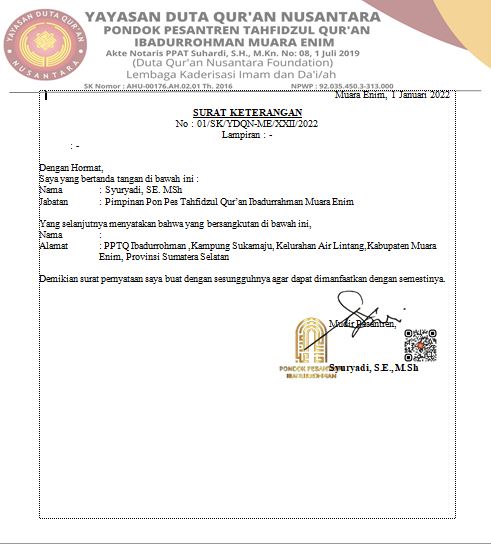 YAYASAN DUTA QUR'AN NUSANTARA
PONDOK PESANTREN TAHFIDZUL QUR'AN
IBADURROHMAN MUARA ENIM
Akte Notaris PPAT Suhardi, S.H., M.Kn. No: 08, 1 Juli 2019
(Duta Qur'an Nusantara Foundation)
Lembaga Kaderisasi Imam dan Da'i/ah
SK Nomor : AHU-00176.AH.02.01 Th. 2016 NPWP : 92.035.450.3-313.000
YAYASAN DUTA QUR'AN
NUSANTARA
Muara Enim, 1 Januari 2022
SURAT KETERANGAN
No : 01/SK/YDQN-ME/XXII/2022
Lampiran : -
: -
Dengan Hormat,
Saya yang bertanda tangan di bawah ini :
Nama : Syuryadi, SE. MSh
Jabatan : Pimpinan Pon Pes Tahfidzul Qur'an Ibadurrahman Muara Enim
Yang selanjutnya menyatakan bahwa yang bersangkutan di bawah ini,
Nama :
Alamat : PPTQ Ibadurrohman ,Kampung Sukamaju, Kelurahan Air Lintang,Kabupaten Muara
Enim, Provinsi Sumatera Selatan
Demikian surat pernyataan saya buat dengan sesungguhnya agar dapat dimanfaatkan dengan semestinya.
Mudir Pesantren,
PONDOK PESANTREN
IBADURROHMAN
Syuryadi, S.E., M.Sh